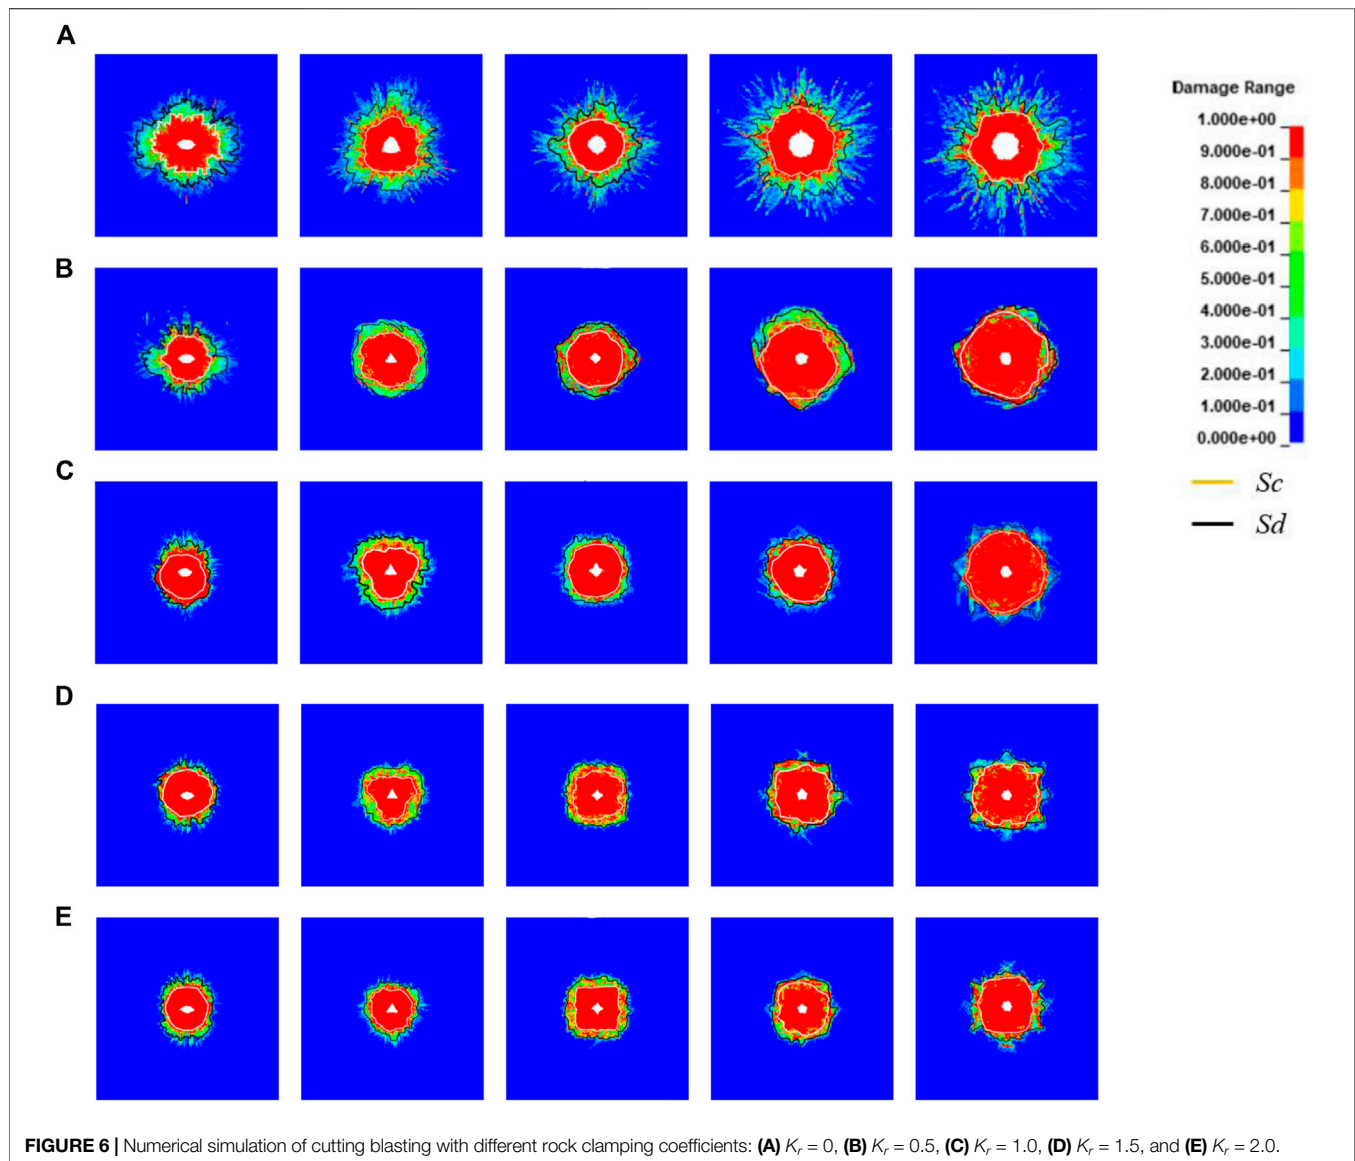 A
B
C
D
E
Damage Range
1.000e+00
9.000e-01
8.000e-01
7.000e-01
6.000e-01
5.000e-01
4.000e-01
3.000e-01
2.000e-01
1.000e-01
0.000e+00
Sc
Sd
FIGURE 6 | Numerical simulation of cutting blasting with different rock clamping coefficients: (A) Kr = 0, (B) Kr = 0.5, (C) Kr = 1.0, (D) Kr = 1.5, and (E) Kr = 2.0.